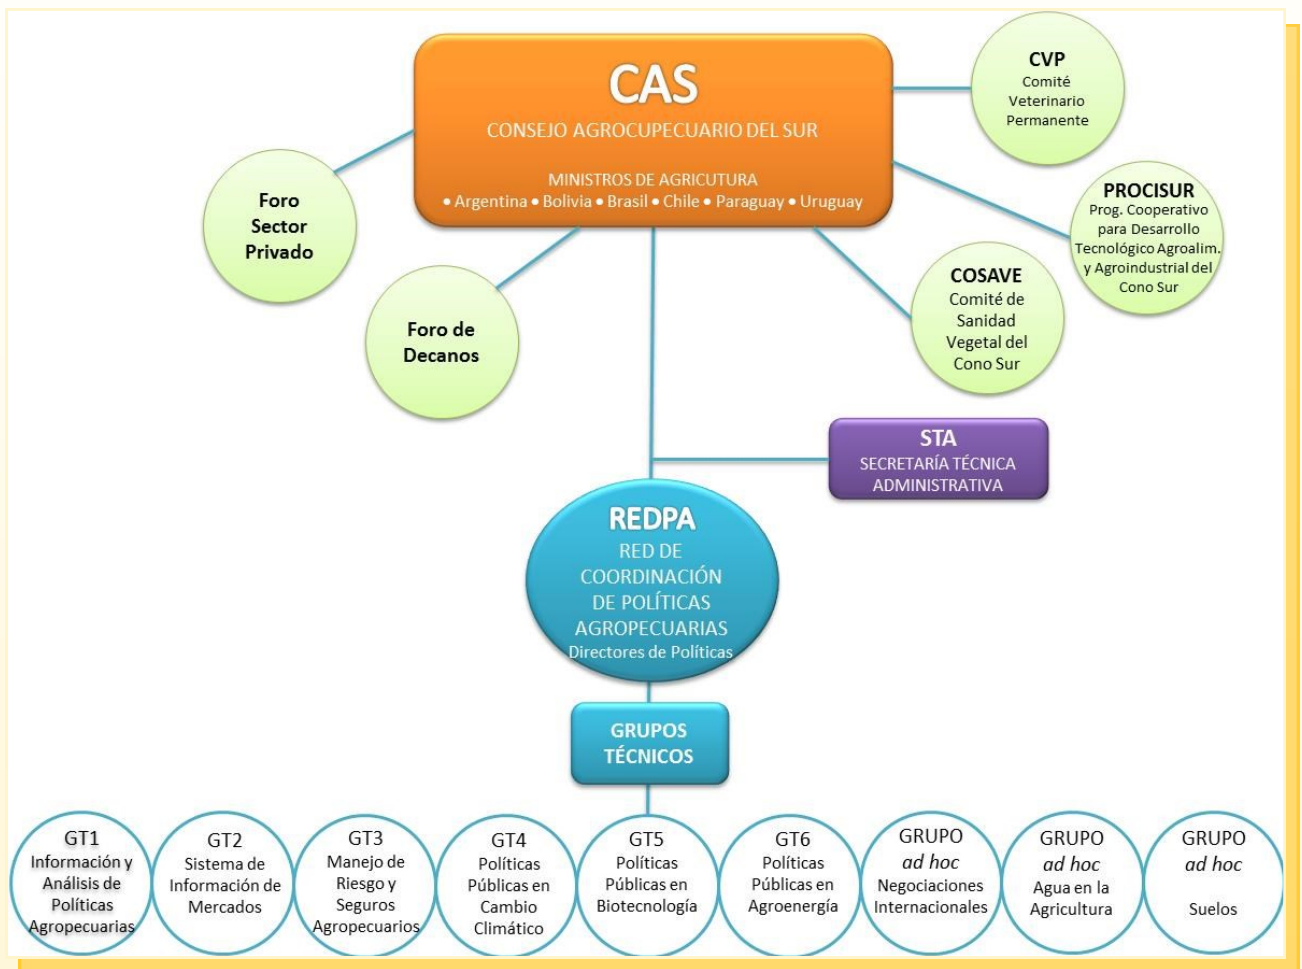 CAS
CONSEJO AGROCUPECUARIO DEL SUR
MINISTROS DE AGRICUTURA
• Argentina • Bolivia • Brasil • Chile • Paraguay • Uruguay
CVP
Comité
Veterinario
Permanente
Foro
Sector
Privado
PROCISUR
Prog. Cooperativo
para Desarrollo
Tecnológico Agroalim.
y Agroindustrial del
Cono Sur
Foro de
Decanos
COSAVE
Comité de
Sanidad
Vegetal del
Cono Sur
STA
SECRETARÍA TÉCNICA
ADMINISTRATIVA
REDPA
RED DE
COORDINACIÓN
DE POLÍTICAS
AGROPECUARIAS
Directores de Políticas
GRUPOS
TÉCNICOS
GT1
Información y
Análisis de
Políticas
Agropecuarias
GT2
Sistema de
Información de
Mercados
GT3
Manejo de
Riesgo y
Seguros
Agropecuarios
GT4
Políticas
Públicas en
Cambio
Climático
GT5
Políticas
Públicas en
Biotecnología
GT6
Políticas
Públicas en
Agroenergía
GRUPO
ad hoc
Negociaciones
Internacionales
GRUPO
ad hoc
Agua en la
Agricultura
GRUPO
ad hoc
Suelos